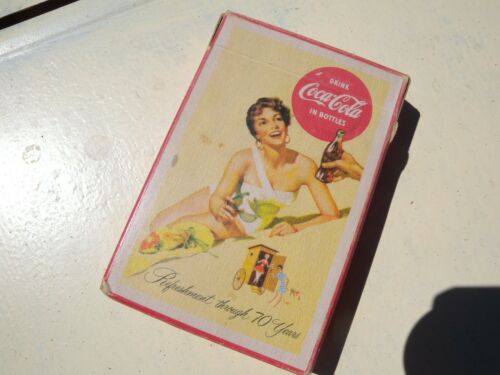 DRINK
Coca-Cola
IN BOTTLES
Refreshment through 70 Years